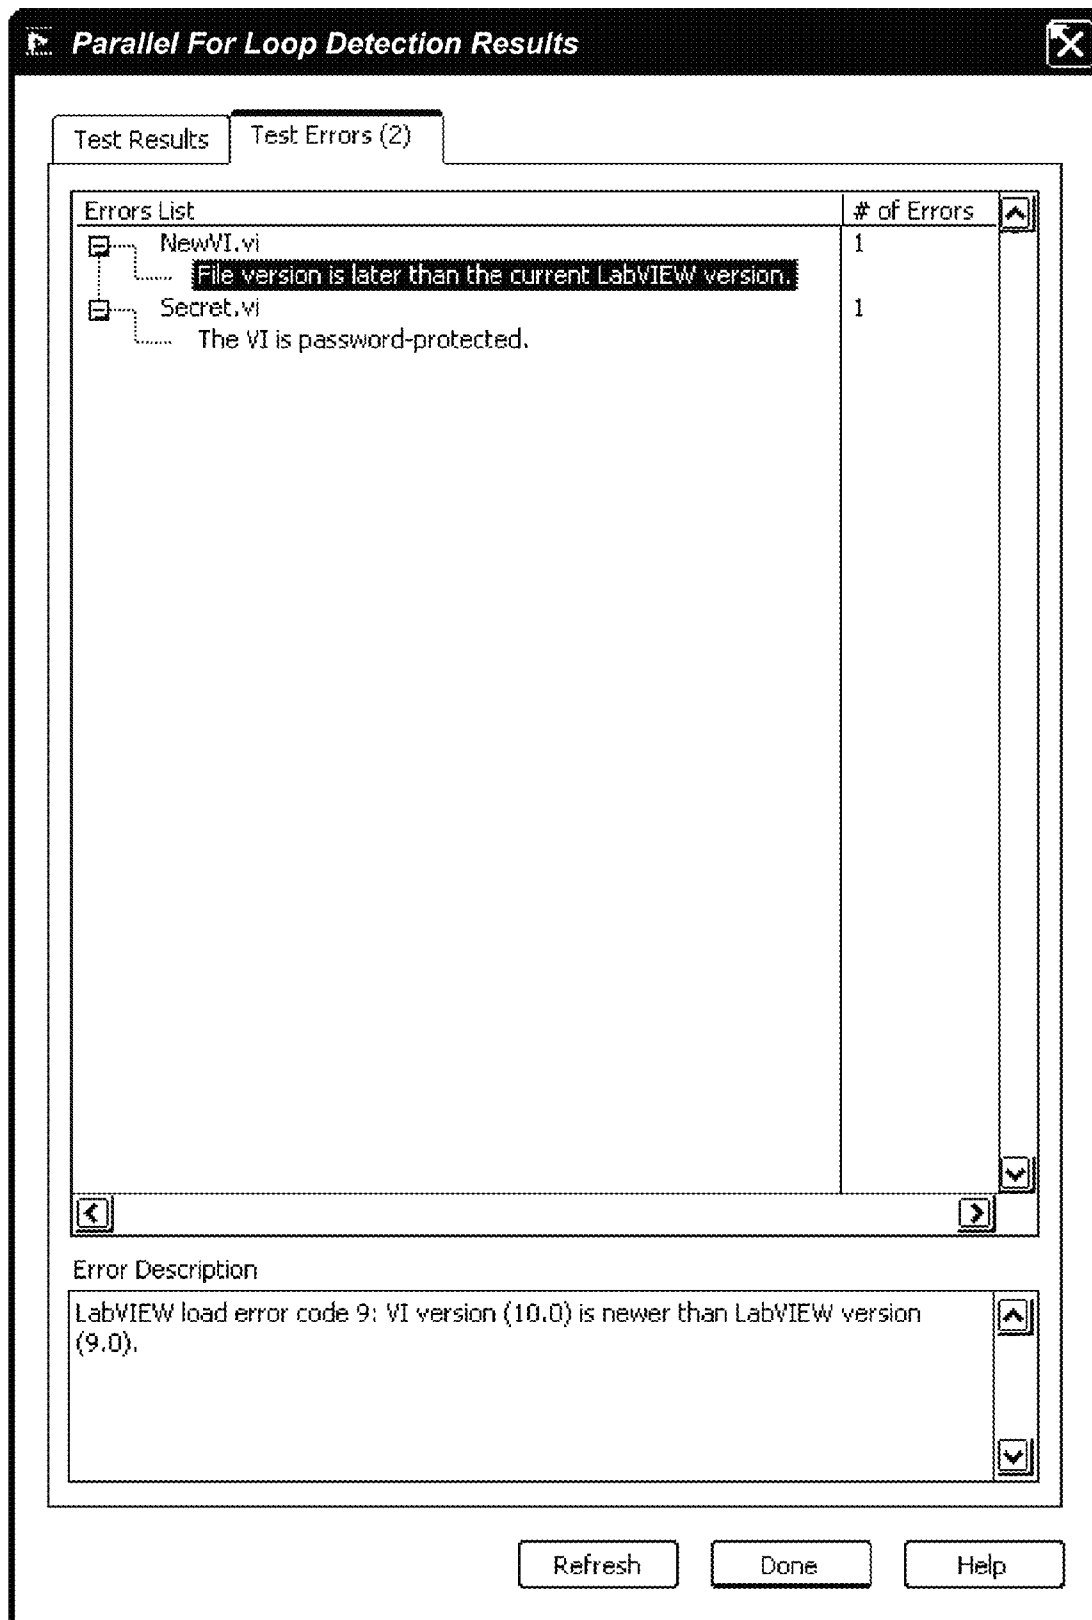 Parallel For Loop Detection Results
Test Results
Test Errors (2)
Errors List # of Errors
NewVI.vi 1
File version is later than the current LabVIEW version.
Secret.vi 1
The VI is password-protected.
Error Description
LabVIEW load error code 9: VI version (10.0) is newer than LabVIEW version
(9.0).
Refresh Done Help